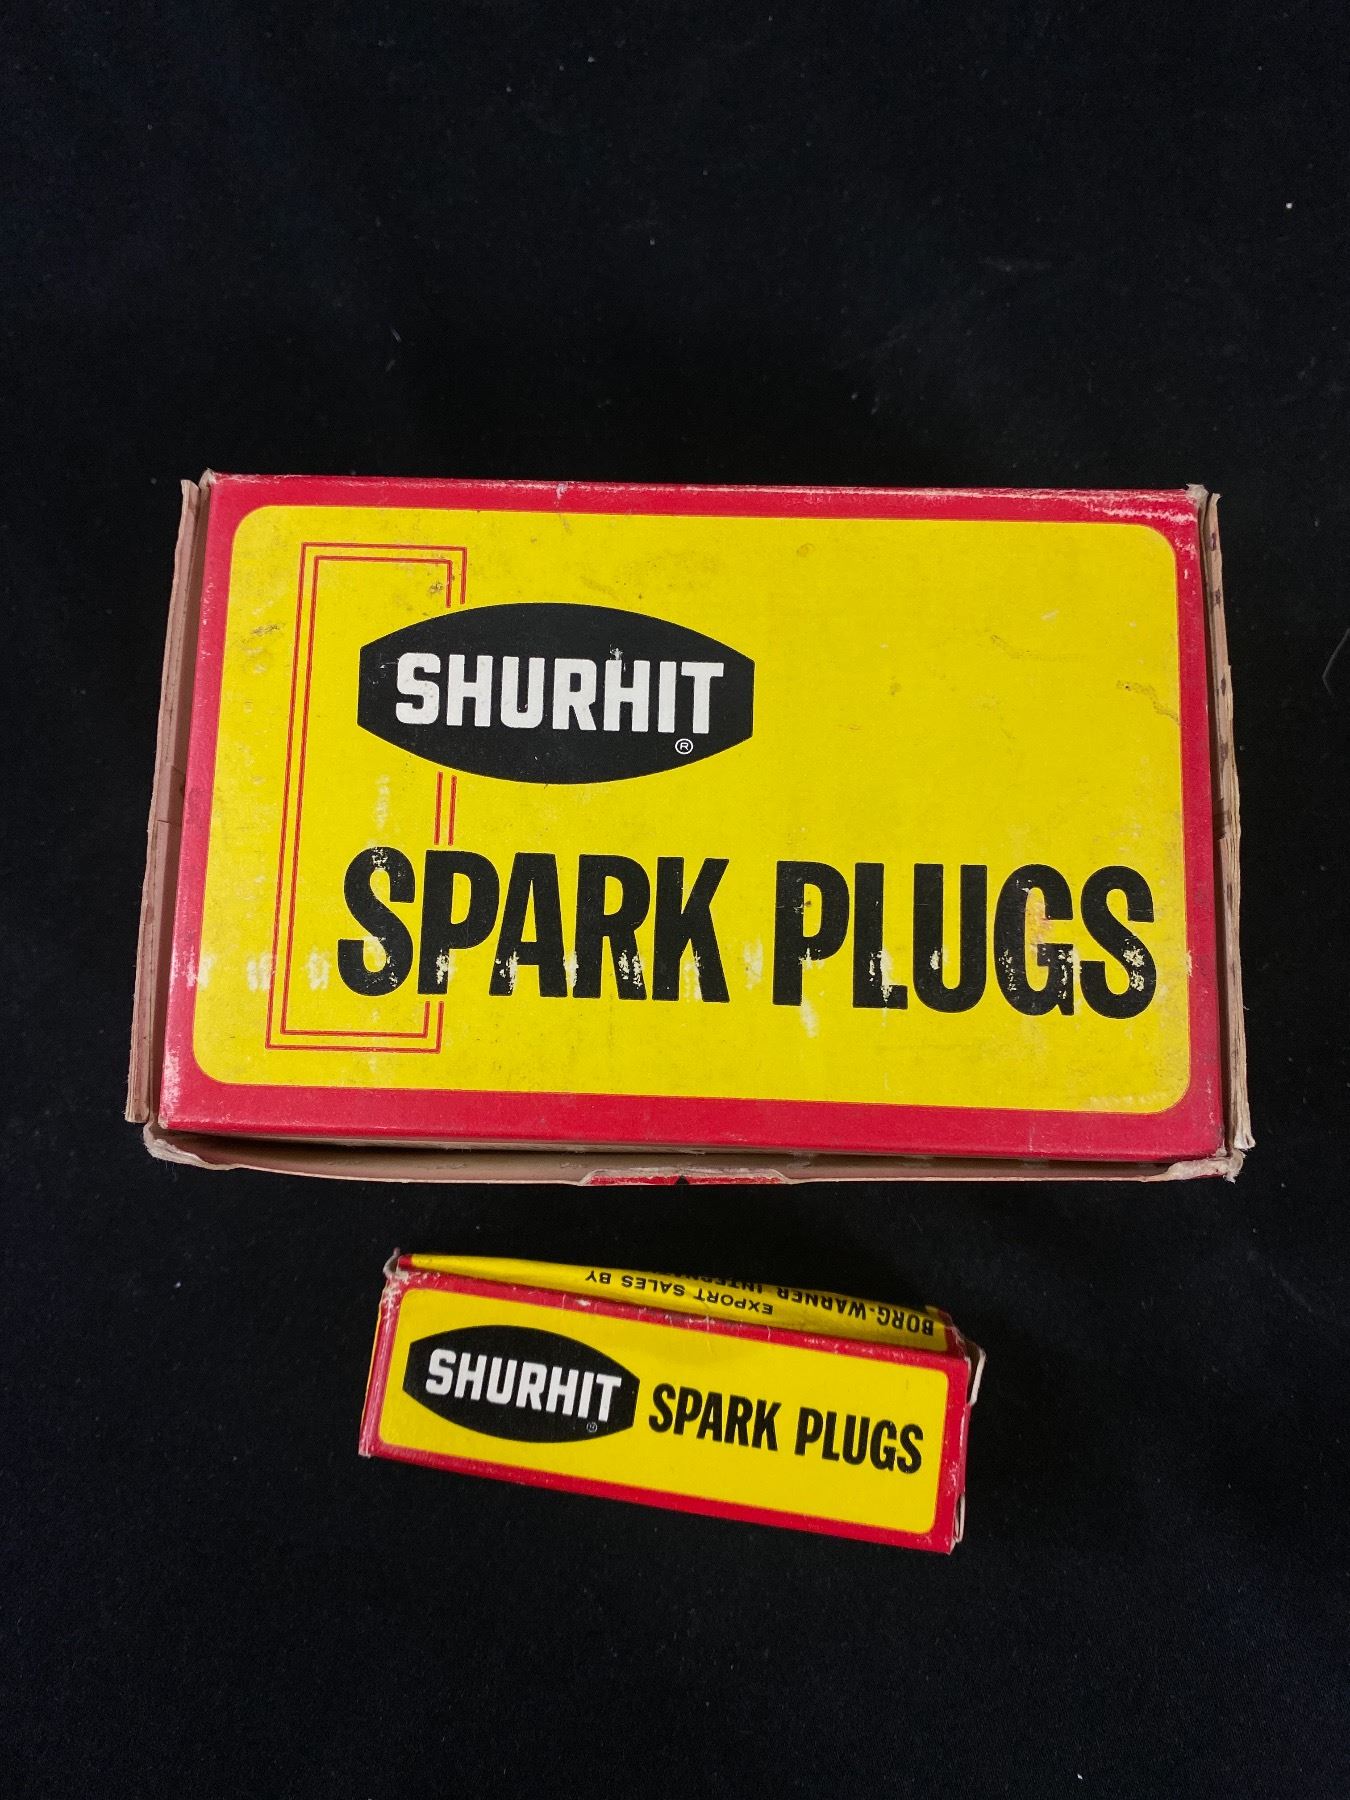 SHURHIT
®
SPARK PLUGS
EXPORT SALES BY
BORG-WARNER
SHURHIT
®
SPARK PLUGS